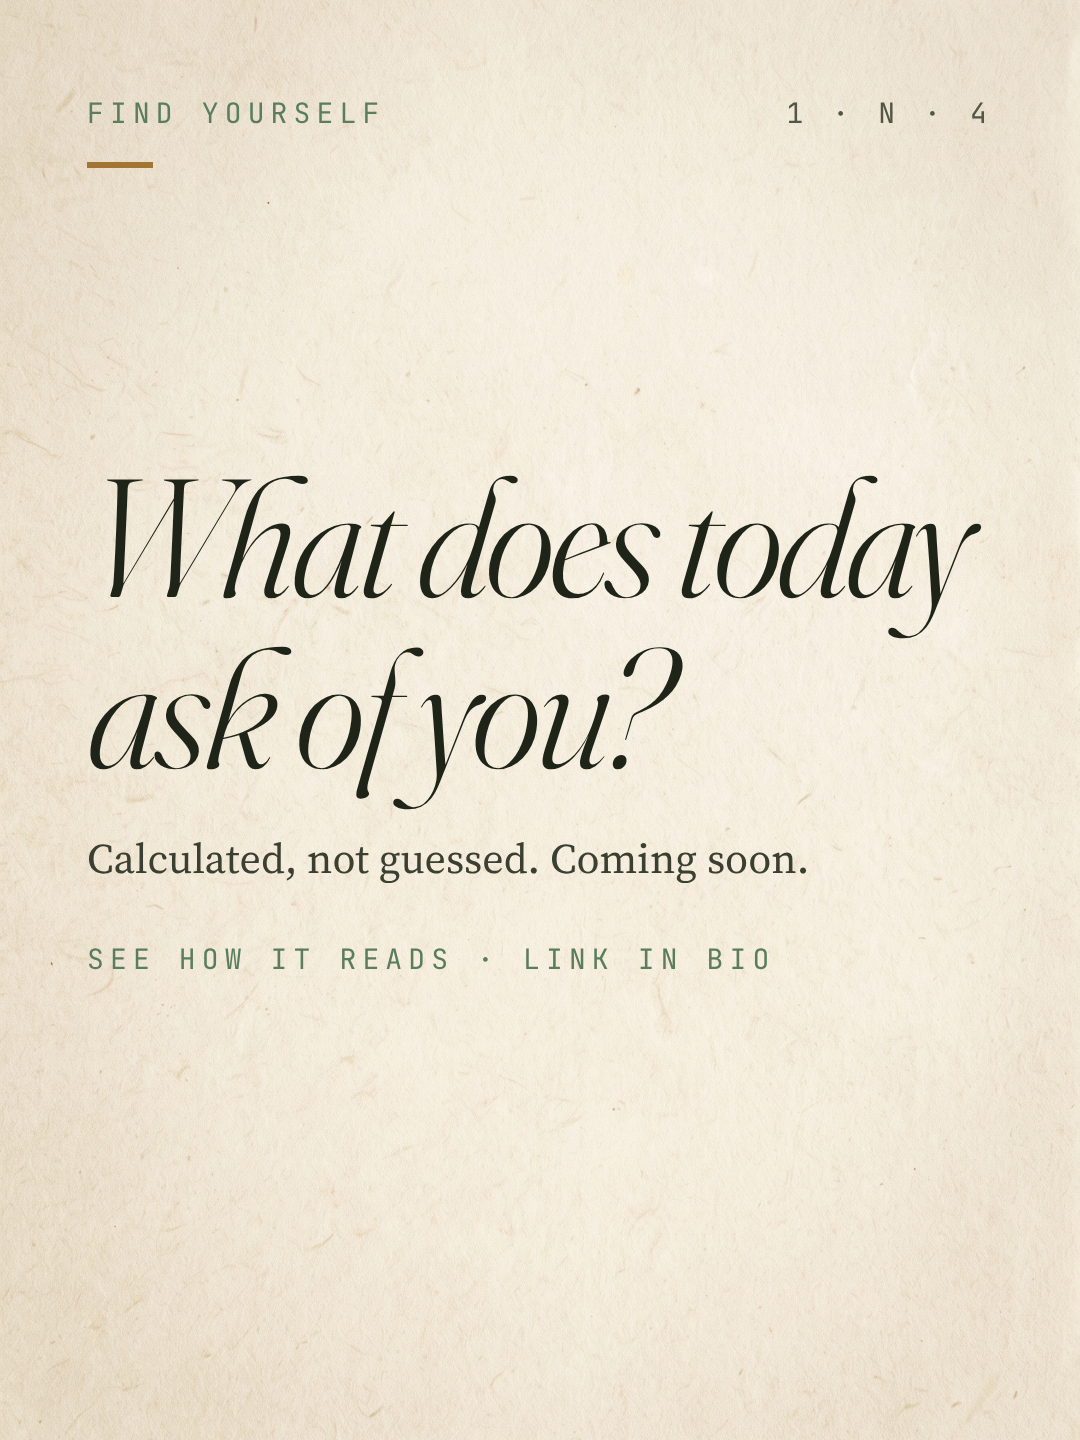 FIND YOURSELF
1 · N · 4
What does today
ask of you?
Calculated, not guessed. Coming soon.
SEE HOW IT READS · LINK IN BIO